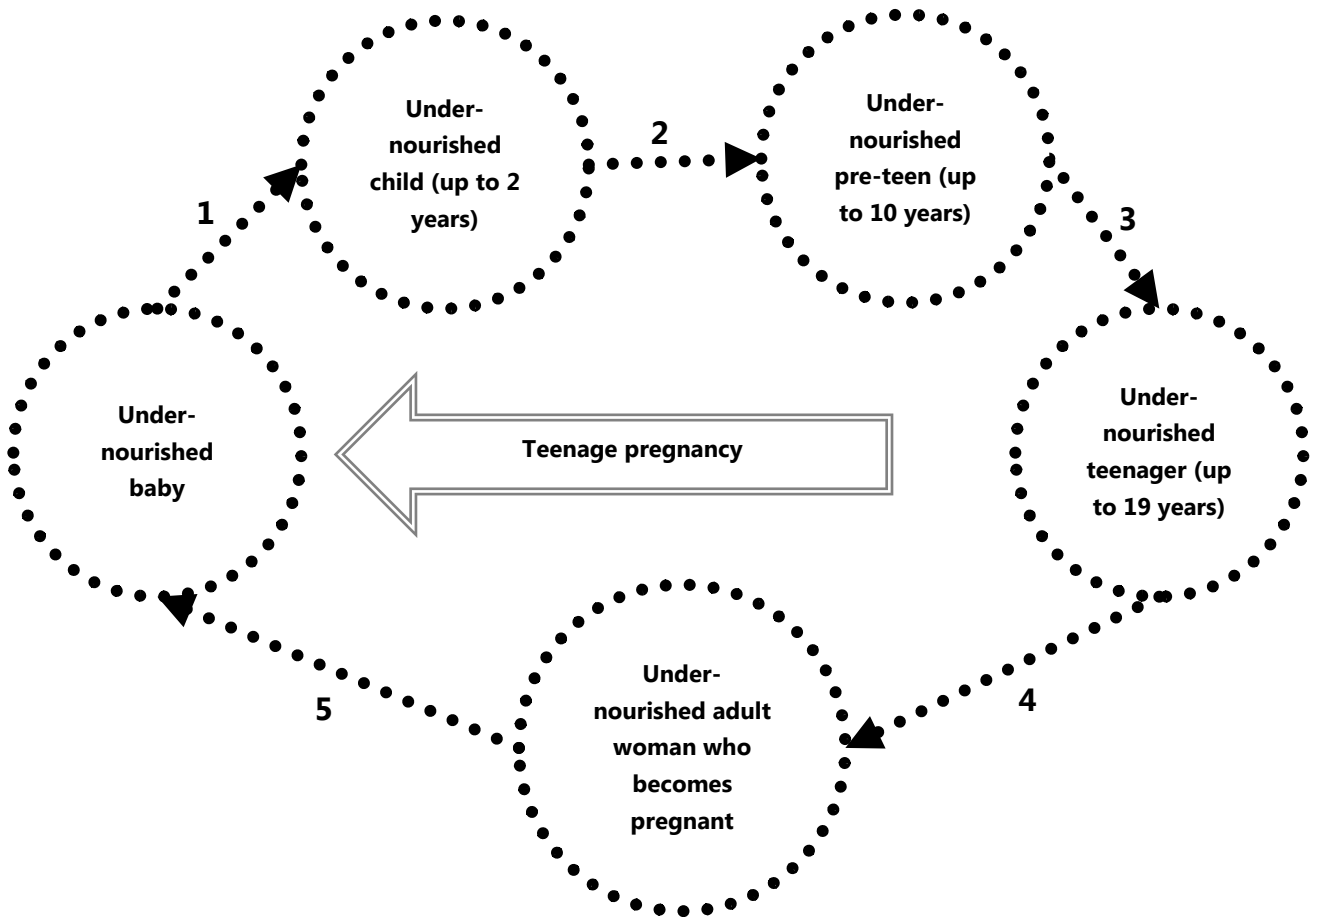 Under-
nourished
child (up to 2
years)
Under-
nourished
pre-teen (up
to 10 years)
2
1
3
Under-
nourished
baby
Teenage pregnancy
Under-
nourished
teenager (up
to 19 years)
Under-
nourished adult
woman who
becomes
pregnant
5
4